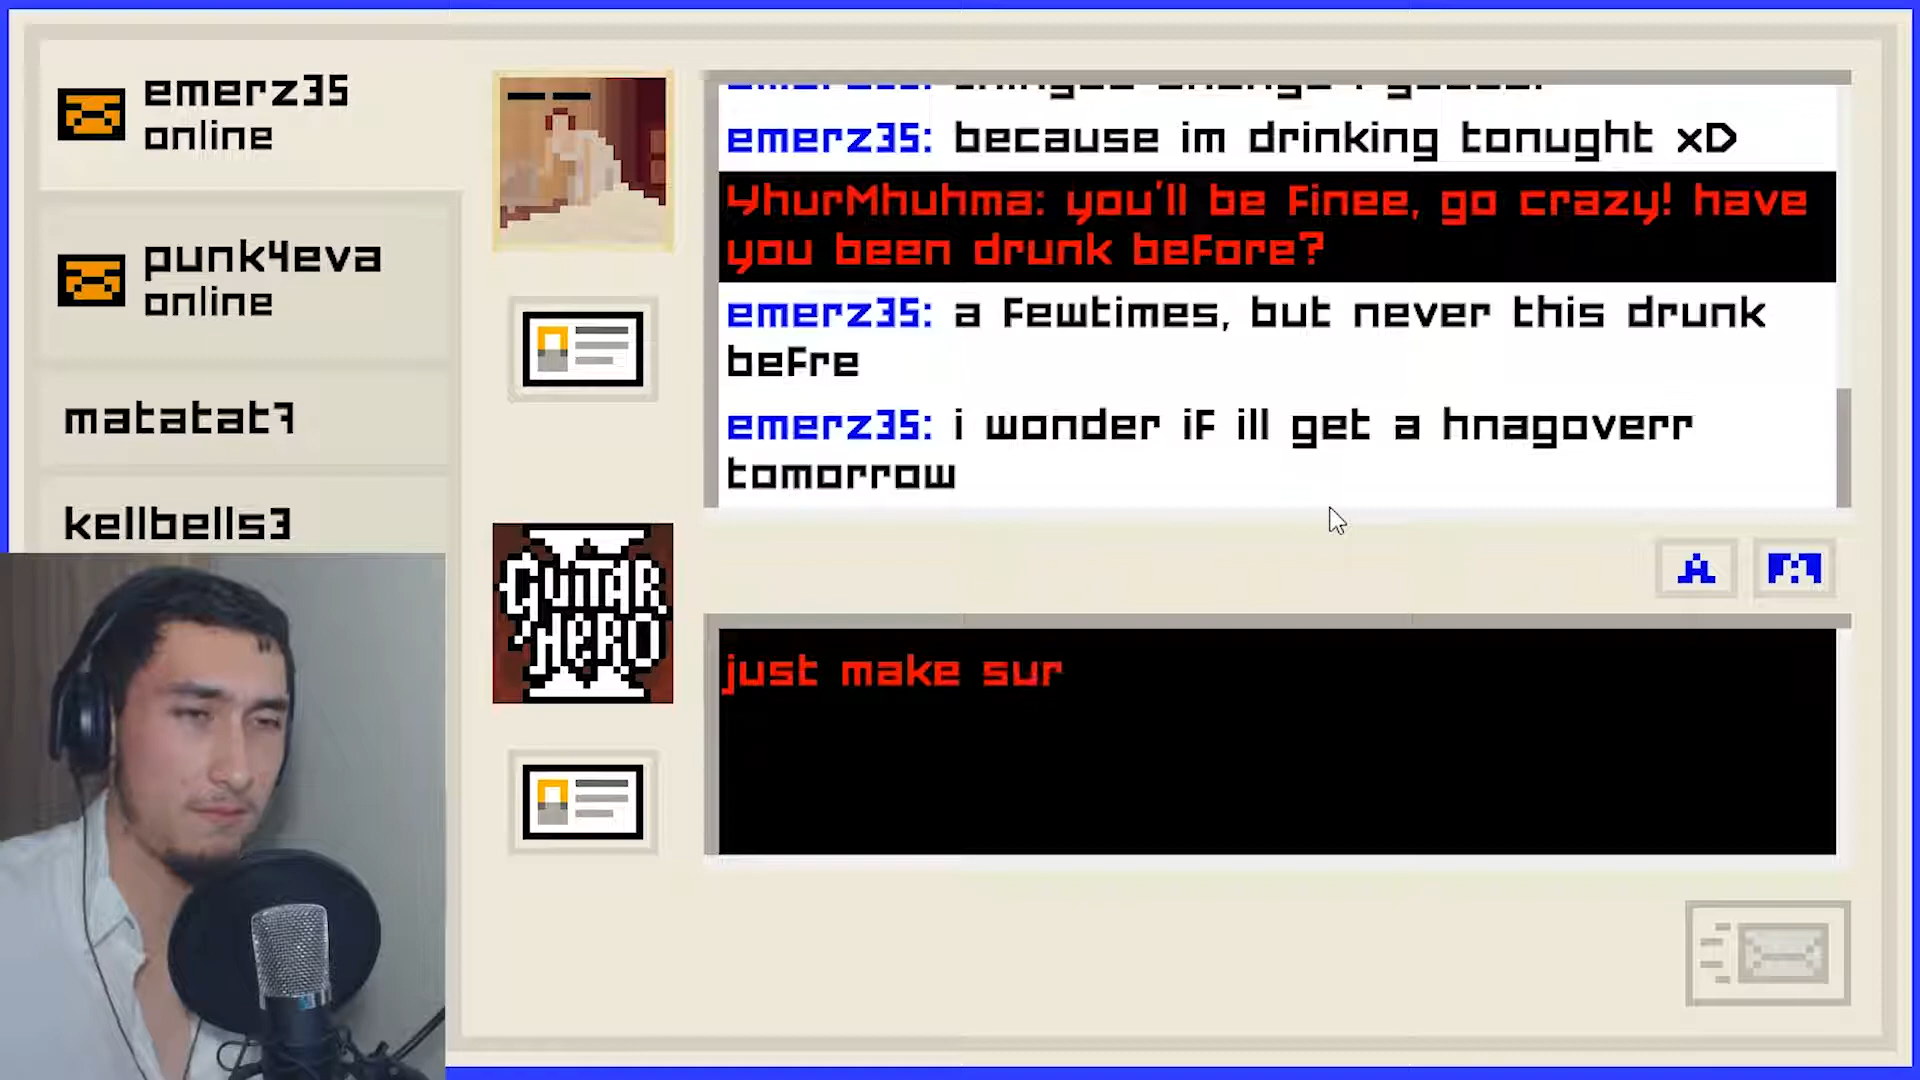 emerz35
online
punk4eva
online
matatat7
kellbells3
emerz35: because im drinking tonught xD
YhurMhuhma: you'll be finee, go crazy! have
you been drunk before?
emerz35: a fewtimes, but never this drunk
befre
emerz35: i wonder if ill get a hnagoverr
tomorrow
GUITAR
HERO
A
just make sur